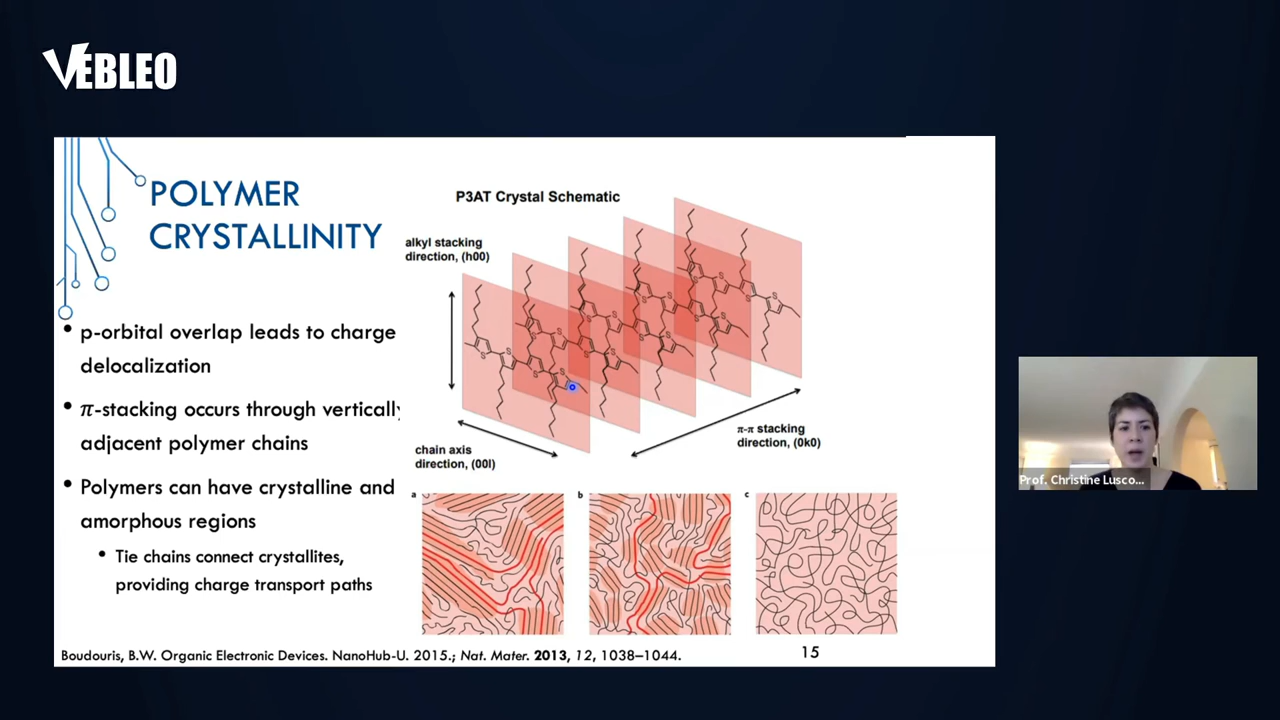 VEBLEO
POLYMER
CRYSTALLINITY
• p-orbital overlap leads to charge
delocalization
• π-stacking occurs through vertically
adjacent polymer chains
• Polymers can have crystalline and
amorphous regions
• Tie chains connect crystallites,
providing charge transport paths
P3AT Crystal Schematic
alkyl stacking
direction, (h00)
chain axis
direction, (00l)
π-π stacking
direction, (0k0)
a
b
c
Boudouris, B.W. Organic Electronic Devices. NanoHub-U. 2015.; Nat. Mater. 2013, 12, 1038–1044.
15
Prof. Christine Lusco...